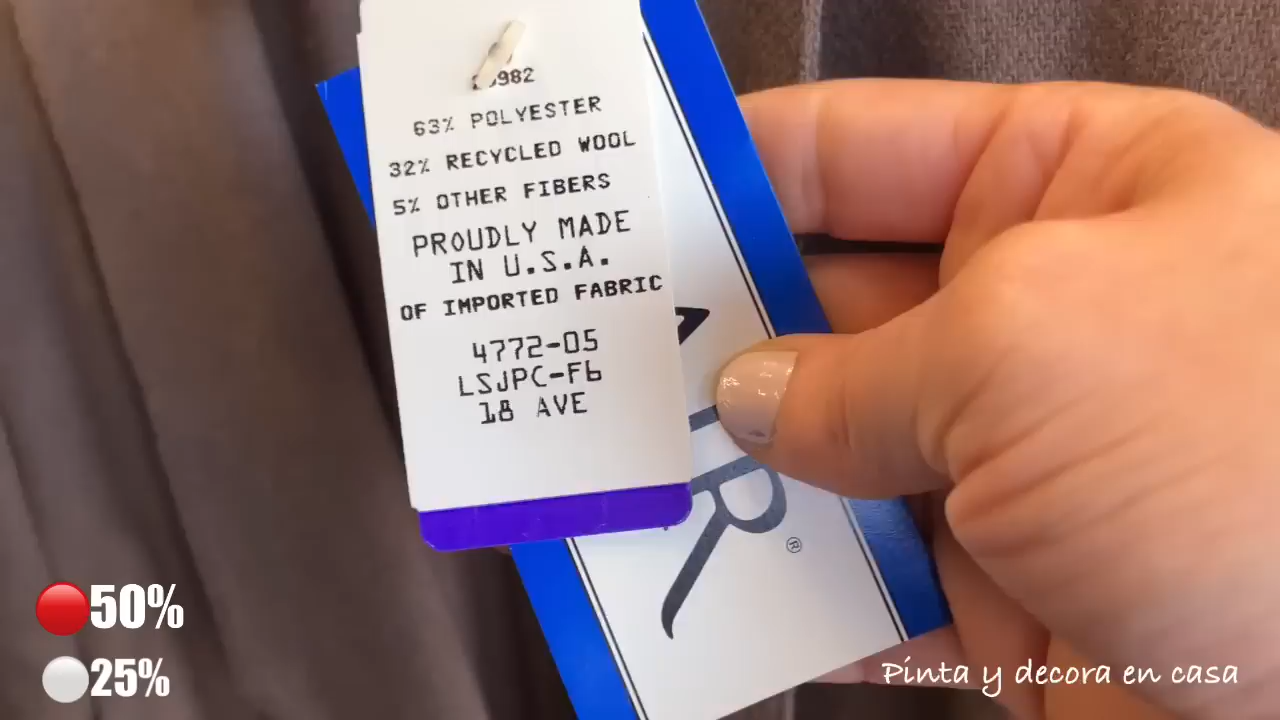 63% POLYESTER
32% RECYCLED WOOL
5% OTHER FIBERS
PROUDLY MADE
IN U.S.A.
OF IMPORTED FABRIC
4772-05
LSJPC-F6
18 AVE
R®
50%
25%
Pinta y decora en casa